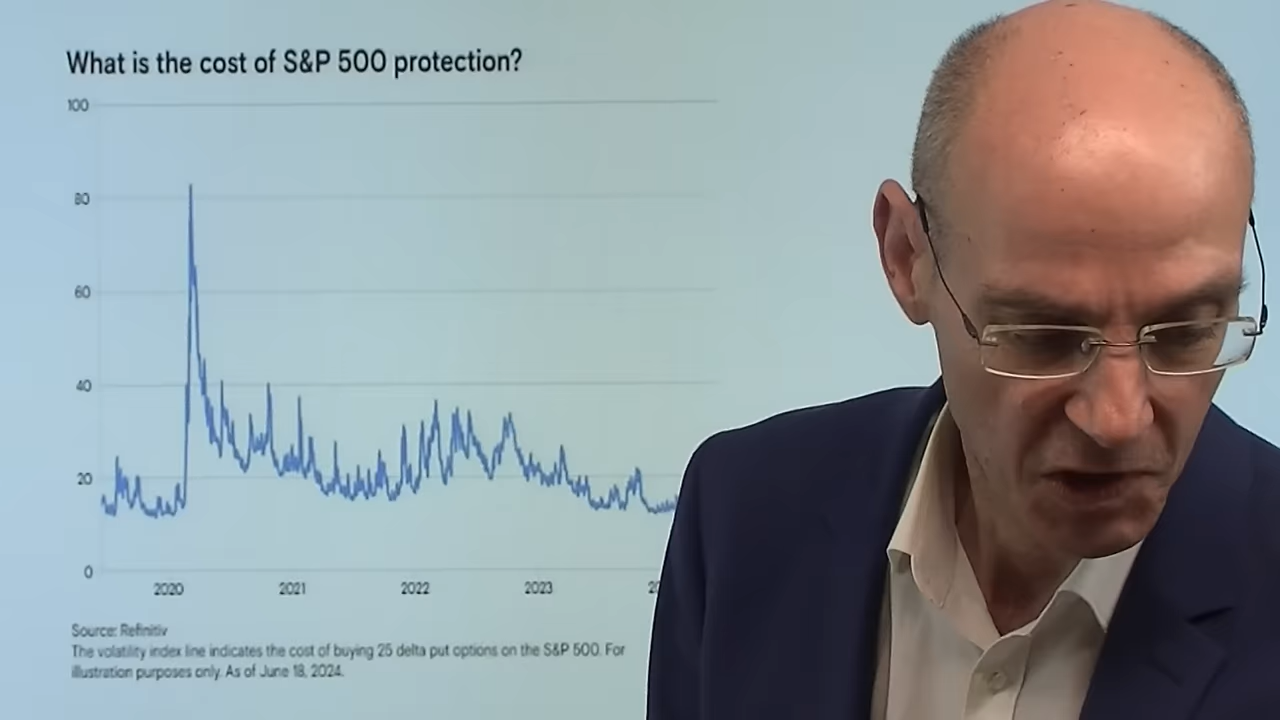 What is the cost of S&P 500 protection?
100
80
60
40
20
0
2020 2021 2022 2023
Source: Refinitiv
The volatility index line indicates the cost of buying 25 delta put options on the S&P 500. For
illustration purposes only. As of June 18, 2024.